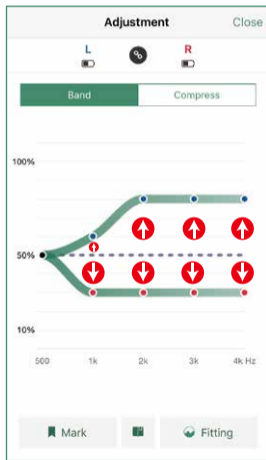 Adjustment Close
L R
Band Compress
100%
50%
10%
500 1k 2k 3k 4k Hz
Mark Fitting